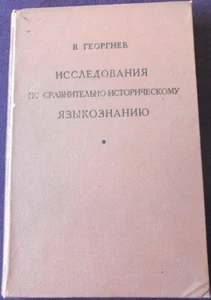 В. ГЕОРГИЕВ
ИССЛЕДОВАНИЯ
ПО СРАВНИТЕЛЬНО-ИСТОРИЧЕСКОМУ
ЯЗЫКОЗНАНИЮ